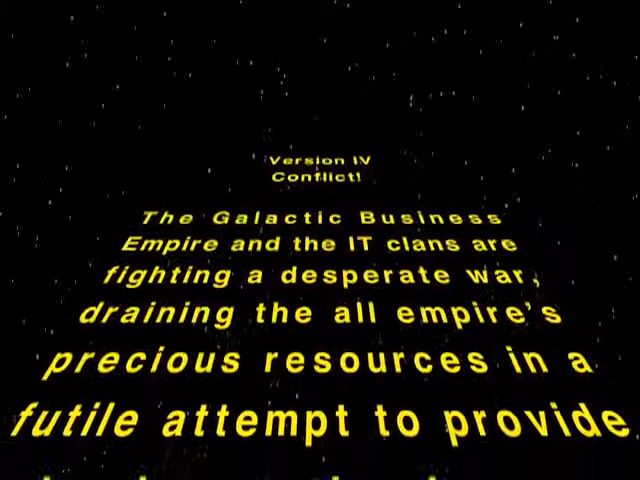 Version IV
Conflict!
The Galactic Business
Empire and the IT clans are
fighting a desperate war,
draining the all empire's
precious resources in a
futile attempt to provide